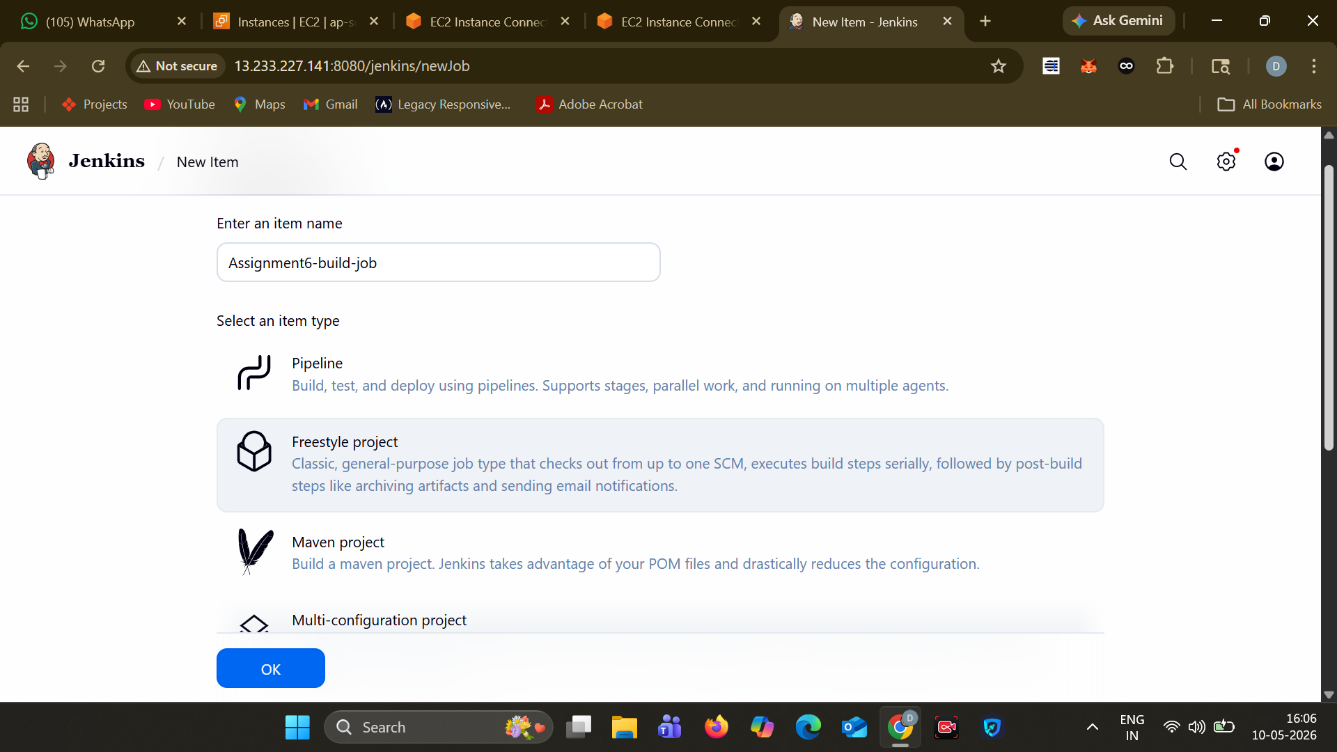 (105) WhatsApp
Instances | EC2 | ap-s
EC2 Instance Connec
EC2 Instance Connec
New Item - Jenkins
Ask Gemini
Not secure
13.233.227.141:8080/jenkins/newJob
D
Projects
YouTube
Maps
Gmail
Legacy Responsive...
Adobe Acrobat
All Bookmarks
Jenkins / New Item
Enter an item name
Assignment6-build-job
Select an item type
Pipeline
Build, test, and deploy using pipelines. Supports stages, parallel work, and running on multiple agents.
Freestyle project
Classic, general-purpose job type that checks out from up to one SCM, executes build steps serially, followed by post-build
steps like archiving artifacts and sending email notifications.
Maven project
Build a maven project. Jenkins takes advantage of your POM files and drastically reduces the configuration.
Multi-configuration project
OK
Search
D
ENG
IN
16:06
10-05-2026